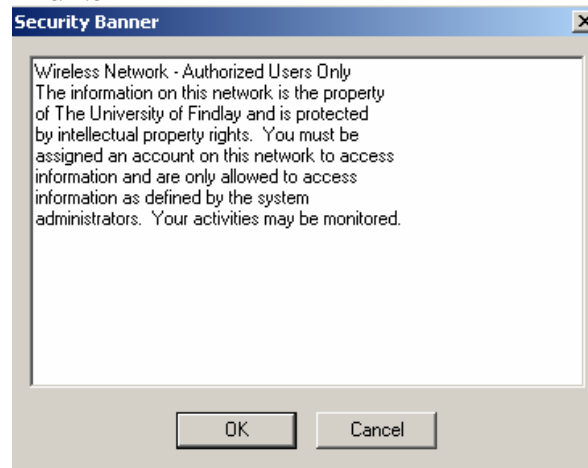 Security Banner
Wireless Network - Authorized Users Only
The information on this network is the property
of The University of Findlay and is protected
by intellectual property rights.  You must be
assigned an account on this network to access
information and are only allowed to access
information as defined by the system
administrators.  Your activities may be monitored.
OK
Cancel